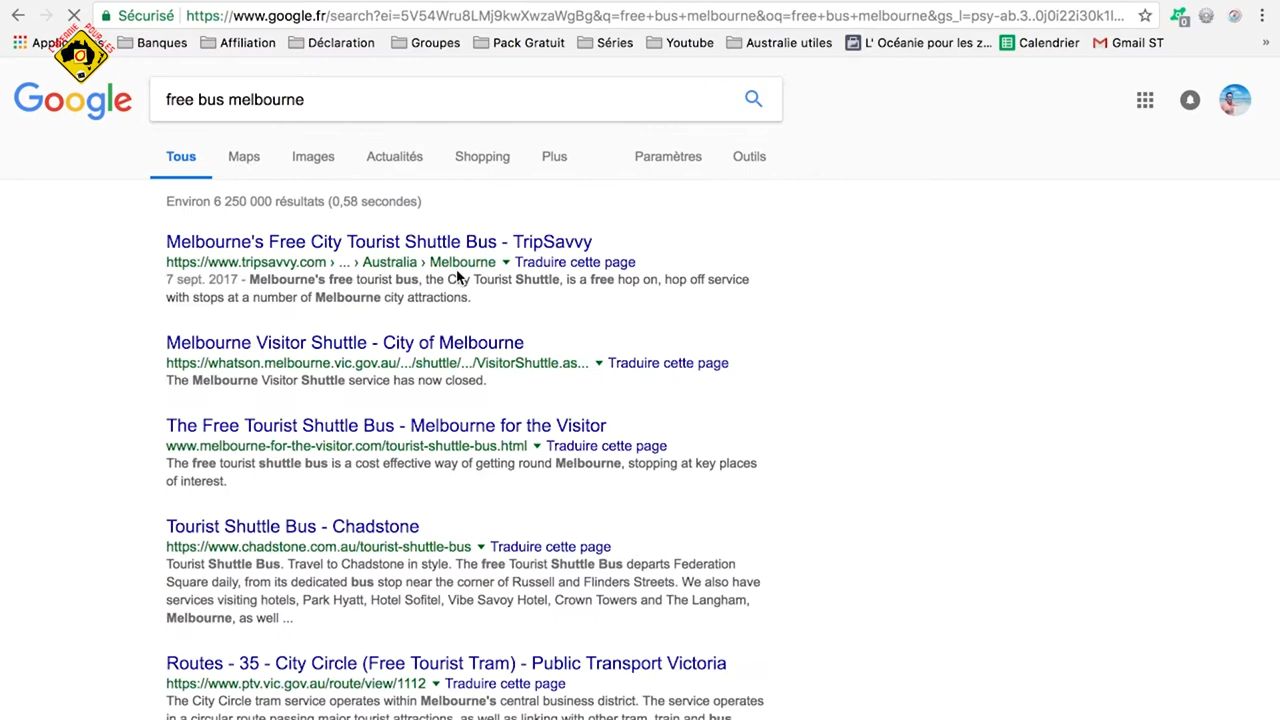 Sécurisé https://www.google.fr/search?ei=5V54Wru8LMj9kwXwzaWgBg&q=free+bus+melbourne&oq=free+bus+melbourne&gs_l=psy-ab.3...0j0i22i30k1l...
Banques Affiliation Déclaration Groupes Pack Gratuit Séries Youtube Australie utiles L' Océanie pour les z... Calendrier Gmail ST »
Google free bus melbourne
Tous Maps Images Actualités Shopping Plus Paramètres Outils
Environ 6 250 000 résultats (0,58 secondes)
Melbourne's Free City Tourist Shuttle Bus - TripSavvy
https://www.tripsavvy.com › ... › Australia › Melbourne ▼ Traduire cette page
7 sept. 2017 - Melbourne's free tourist bus, the City Tourist Shuttle, is a free hop on, hop off service
with stops at a number of Melbourne city attractions.
Melbourne Visitor Shuttle - City of Melbourne
https://whatson.melbourne.vic.gov.au/.../shuttle/.../VisitorShuttle.as... ▼ Traduire cette page
The Melbourne Visitor Shuttle service has now closed.
The Free Tourist Shuttle Bus - Melbourne for the Visitor
www.melbourne-for-the-visitor.com/tourist-shuttle-bus.html ▼ Traduire cette page
The free tourist shuttle bus is a cost effective way of getting round Melbourne, stopping at key places
of interest.
Tourist Shuttle Bus - Chadstone
https://www.chadstone.com.au/tourist-shuttle-bus ▼ Traduire cette page
Tourist Shuttle Bus. Travel to Chadstone in style. The free Tourist Shuttle Bus departs Federation
Square daily, from its dedicated bus stop near the corner of Russell and Flinders Streets. We also have
services visiting hotels, Park Hyatt, Hotel Sofitel, Vibe Savoy Hotel, Crown Towers and The Langham,
Melbourne, as well ...
Routes - 35 - City Circle (Free Tourist Tram) - Public Transport Victoria
https://www.ptv.vic.gov.au/route/view/1112 ▼ Traduire cette page
The City Circle tram service operates within Melbourne's central business district. The service operates
in a circular route passing major tourist attractions, as well as linking with other tram, train and bus